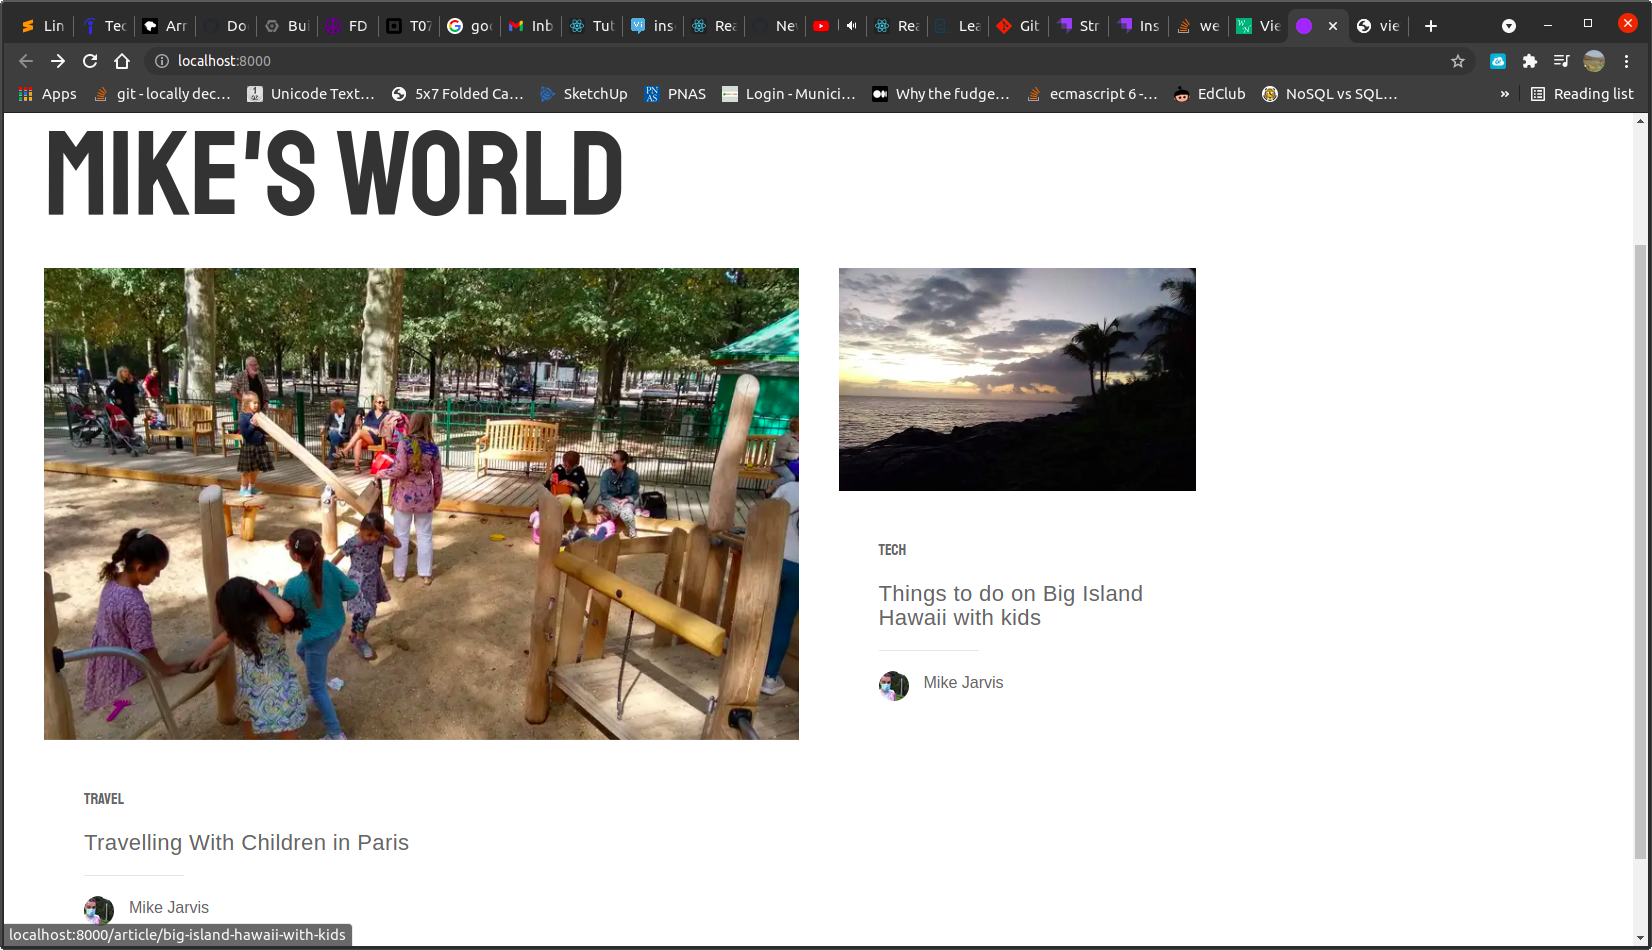 Lin Tec Arr Do Bui FD T07 goo Inb Tut ins Rea Nev Rea Lea Git Str Ins we Vie vie
localhost:8000
Apps git - locally dec... Unicode Text... 5x7 Folded Ca... SketchUp PNAS Login - Munici... Why the fudge... ecmascript 6 -... EdClub NoSQL vs SQL... » Reading list
MIKE'S WORLD
TECH
Things to do on Big Island
Hawaii with kids
Mike Jarvis
TRAVEL
Travelling With Children in Paris
Mike Jarvis
localhost:8000/article/big-island-hawaii-with-kids